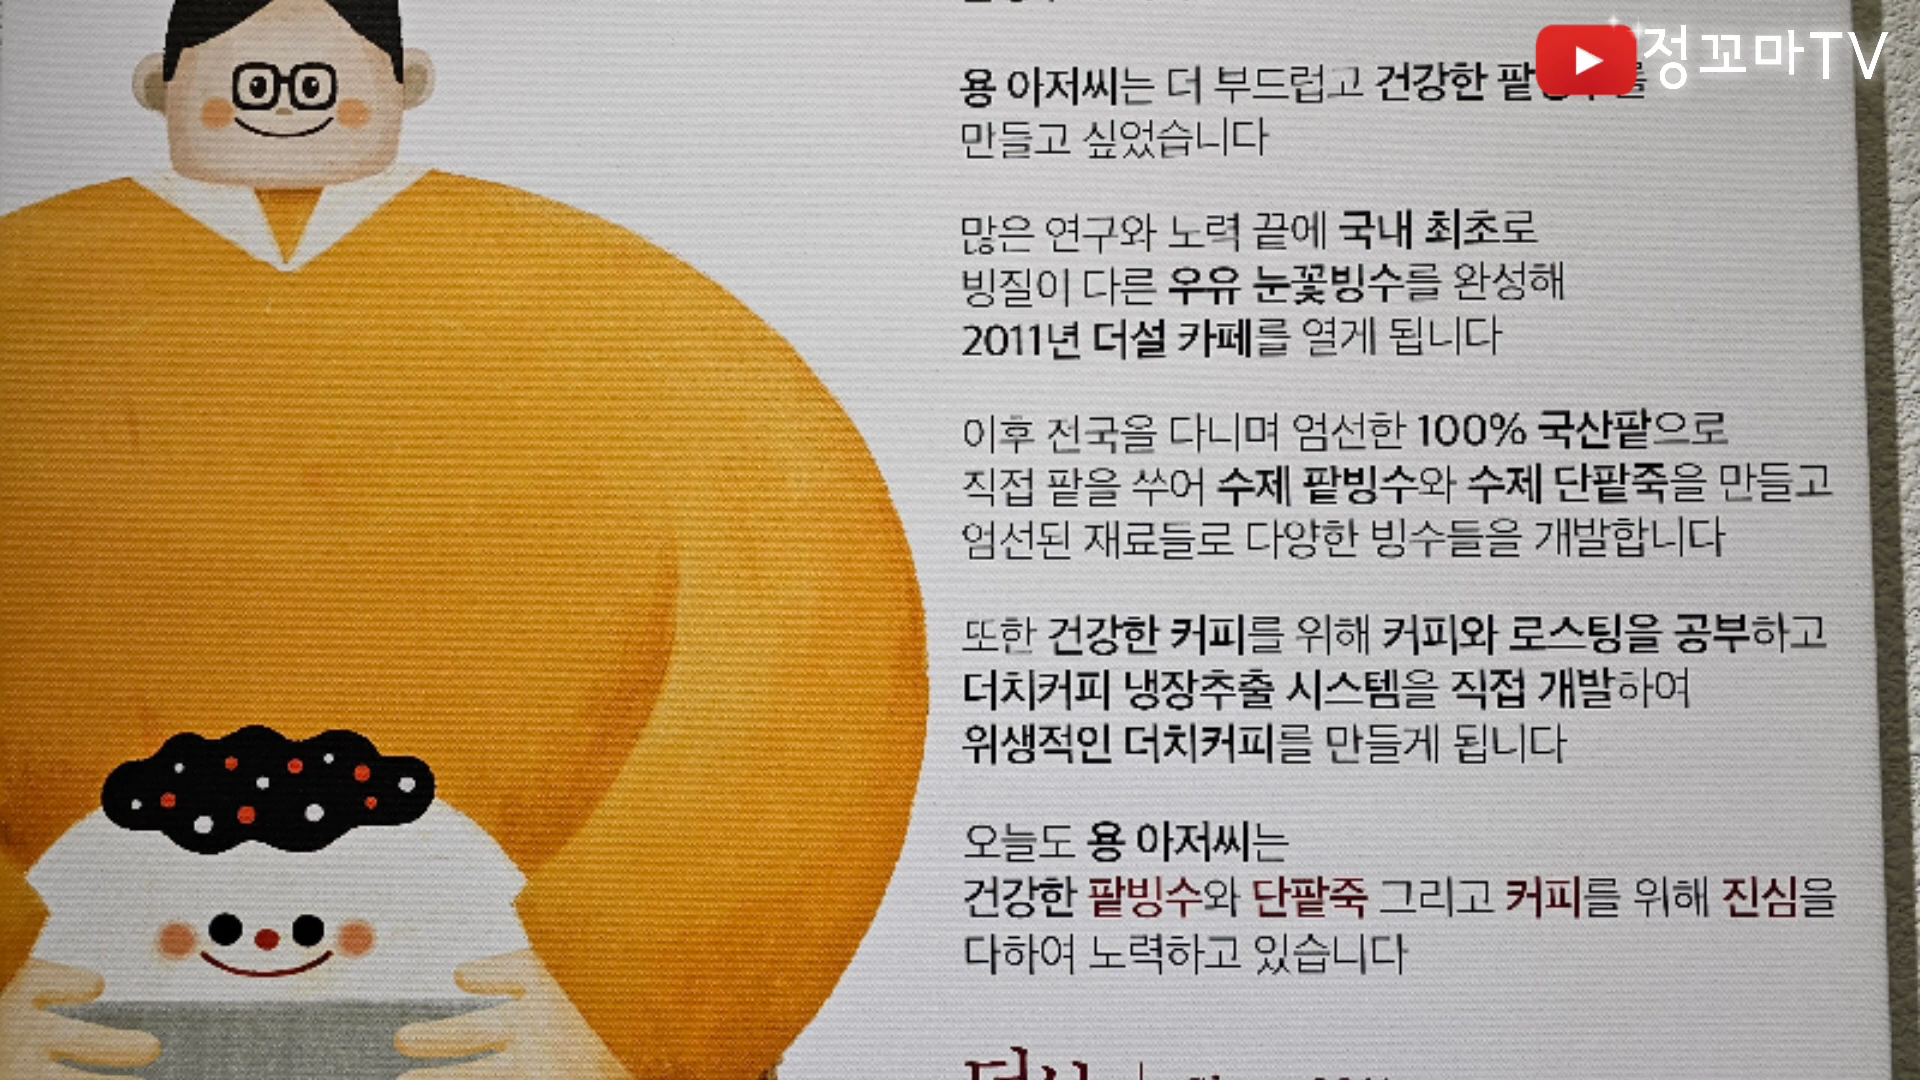 정꼬마TV
용 아저씨는 더 부드럽고 건강한
만들고 싶었습니다
많은 연구와 노력 끝에 국내 최초로
빙질이 다른 우유 눈꽃빙수를 완성해
2011년 더설 카페를 열게 됩니다
이후 전국을 다니며 엄선한 100% 국산팥으로
직접 팥을 쑤어 수제 팥빙수와 수제 단팥죽을 만들고
엄선된 재료들로 다양한 빙수들을 개발합니다
또한 건강한 커피를 위해 커피와 로스팅을 공부하고
더치커피 냉장추출 시스템을 직접 개발하여
위생적인 더치커피를 만들게 됩니다
오늘도 용 아저씨는
건강한 팥빙수와 단팥죽 그리고 커피를 위해 진심을
다하여 노력하고 있습니다